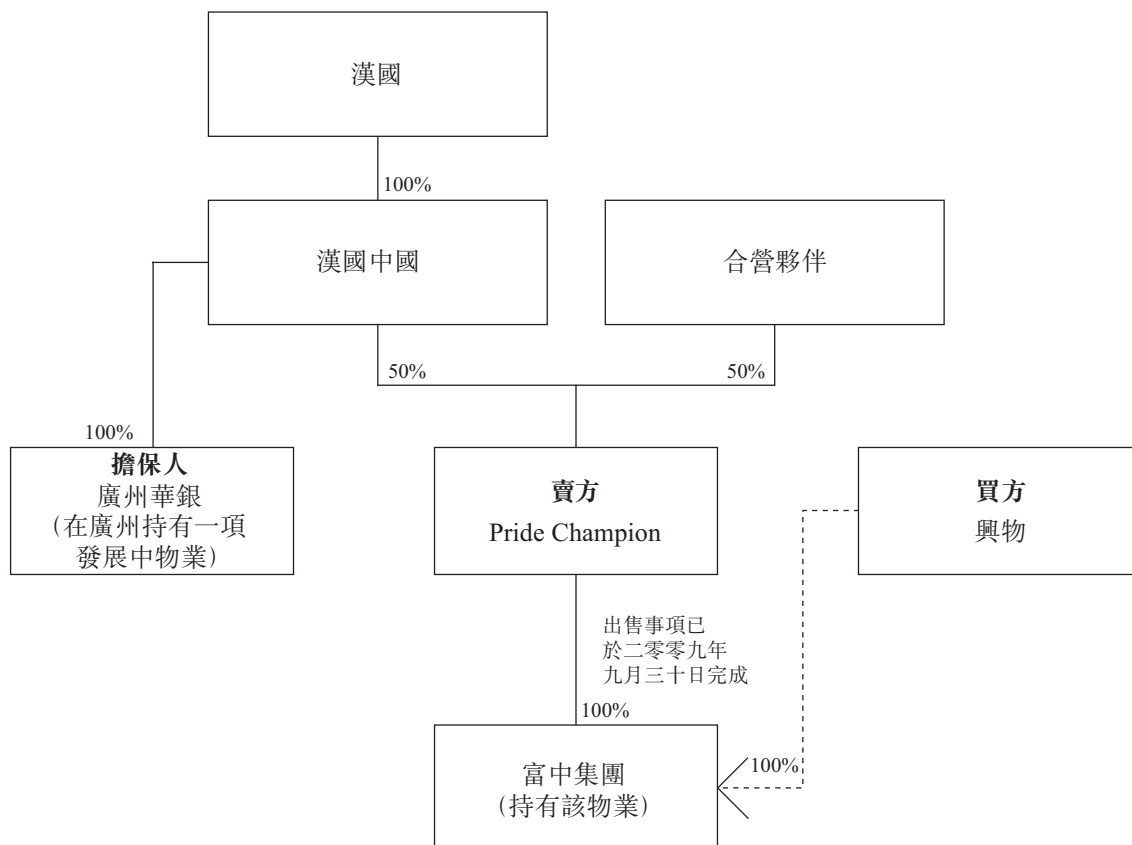 漢國
100%
漢國中國
合營夥伴
50%
50%
100%
擔保人
廣州華銀
(在廣州持有一項
發展中物業)
賣方
Pride Champion
買方
興物
出售事項已
於二零零九年
九月三十日完成
100%
富中集團
(持有該物業)
100%